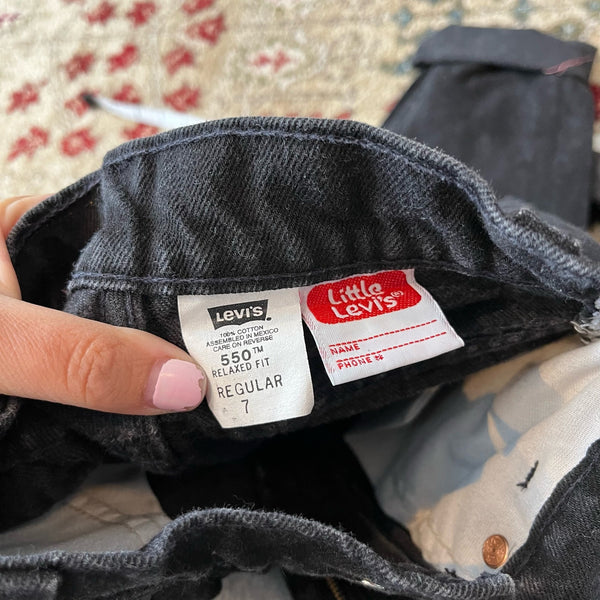 LEVI'S.
100% COTTON
ASSEMBLED IN MEXICO
CARE ON REVERSE
550™
RELAXED FIT
REGULAR
7
Little
LEVI'S®
NAME
PHONE #